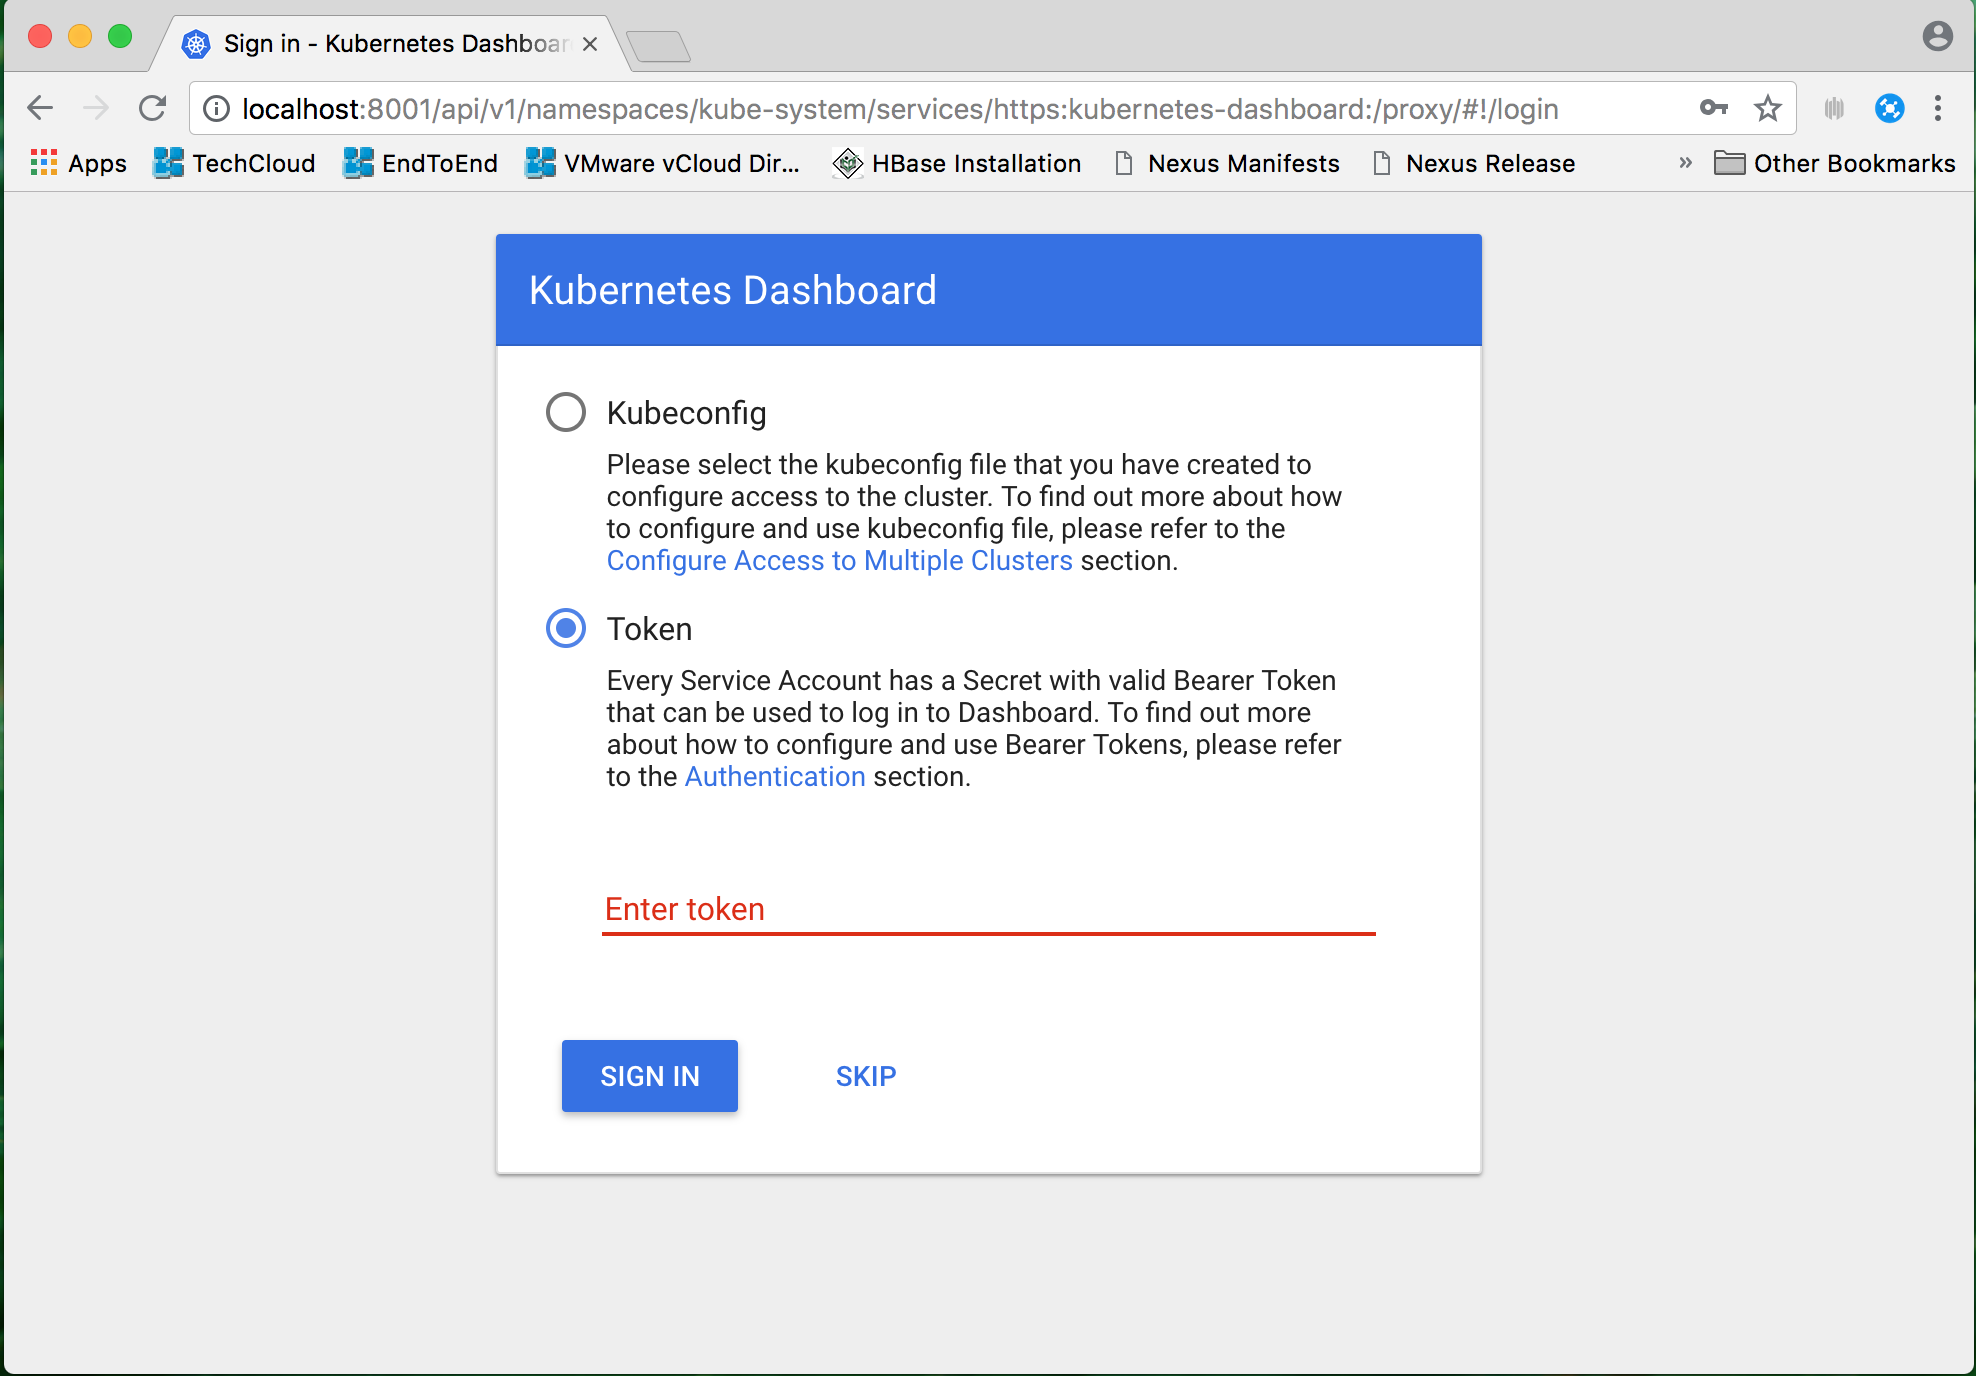 Sign in - Kubernetes Dashboar
localhost:8001/api/v1/namespaces/kube-system/services/https:kubernetes-dashboard:/proxy/#!/login
Apps TechCloud EndToEnd VMware vCloud Dir... HBase Installation Nexus Manifests Nexus Release » Other Bookmarks
Kubernetes Dashboard
Kubeconfig
Please select the kubeconfig file that you have created to
configure access to the cluster. To find out more about how
to configure and use kubeconfig file, please refer to the
Configure Access to Multiple Clusters section.
Token
Every Service Account has a Secret with valid Bearer Token
that can be used to log in to Dashboard. To find out more
about how to configure and use Bearer Tokens, please refer
to the Authentication section.
Enter token
SIGN IN SKIP